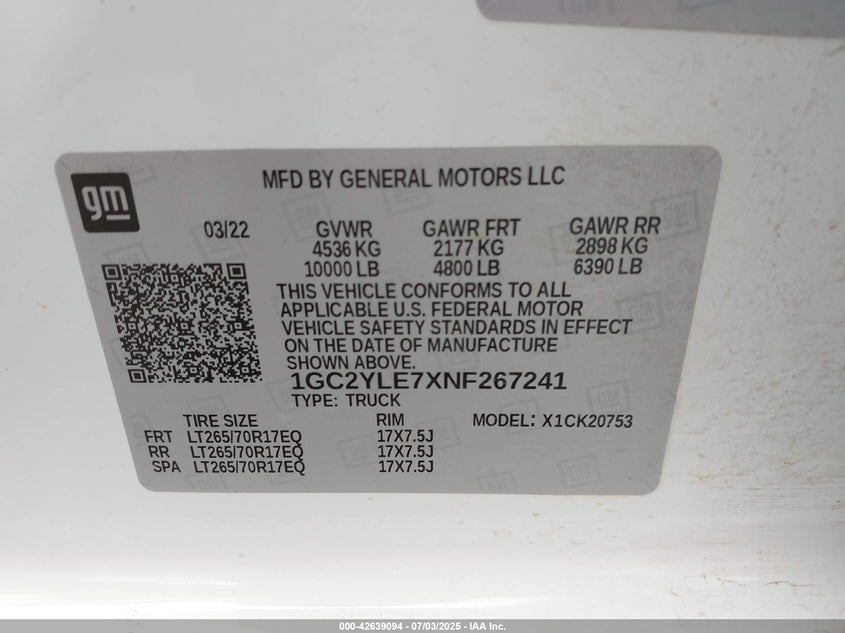 gm
MFD BY GENERAL MOTORS LLC
03/22 GVWR GAWR FRT GAWR RR
4536 KG 2177 KG 2898 KG
10000 LB 4800 LB 6390 LB
THIS VEHICLE CONFORMS TO ALL
APPLICABLE U.S. FEDERAL MOTOR
VEHICLE SAFETY STANDARDS IN EFFECT
ON THE DATE OF MANUFACTURE
SHOWN ABOVE.
1GC2YLE7XNF267241
TYPE: TRUCK
TIRE SIZE RIM MODEL: X1CK20753
FRT LT265/70R17EQ 17X7.5J
RR LT265/70R17EQ 17X7.5J
SPA LT265/70R17EQ 17X7.5J
000-42639094 - 07/03/2025 - IAA Inc.